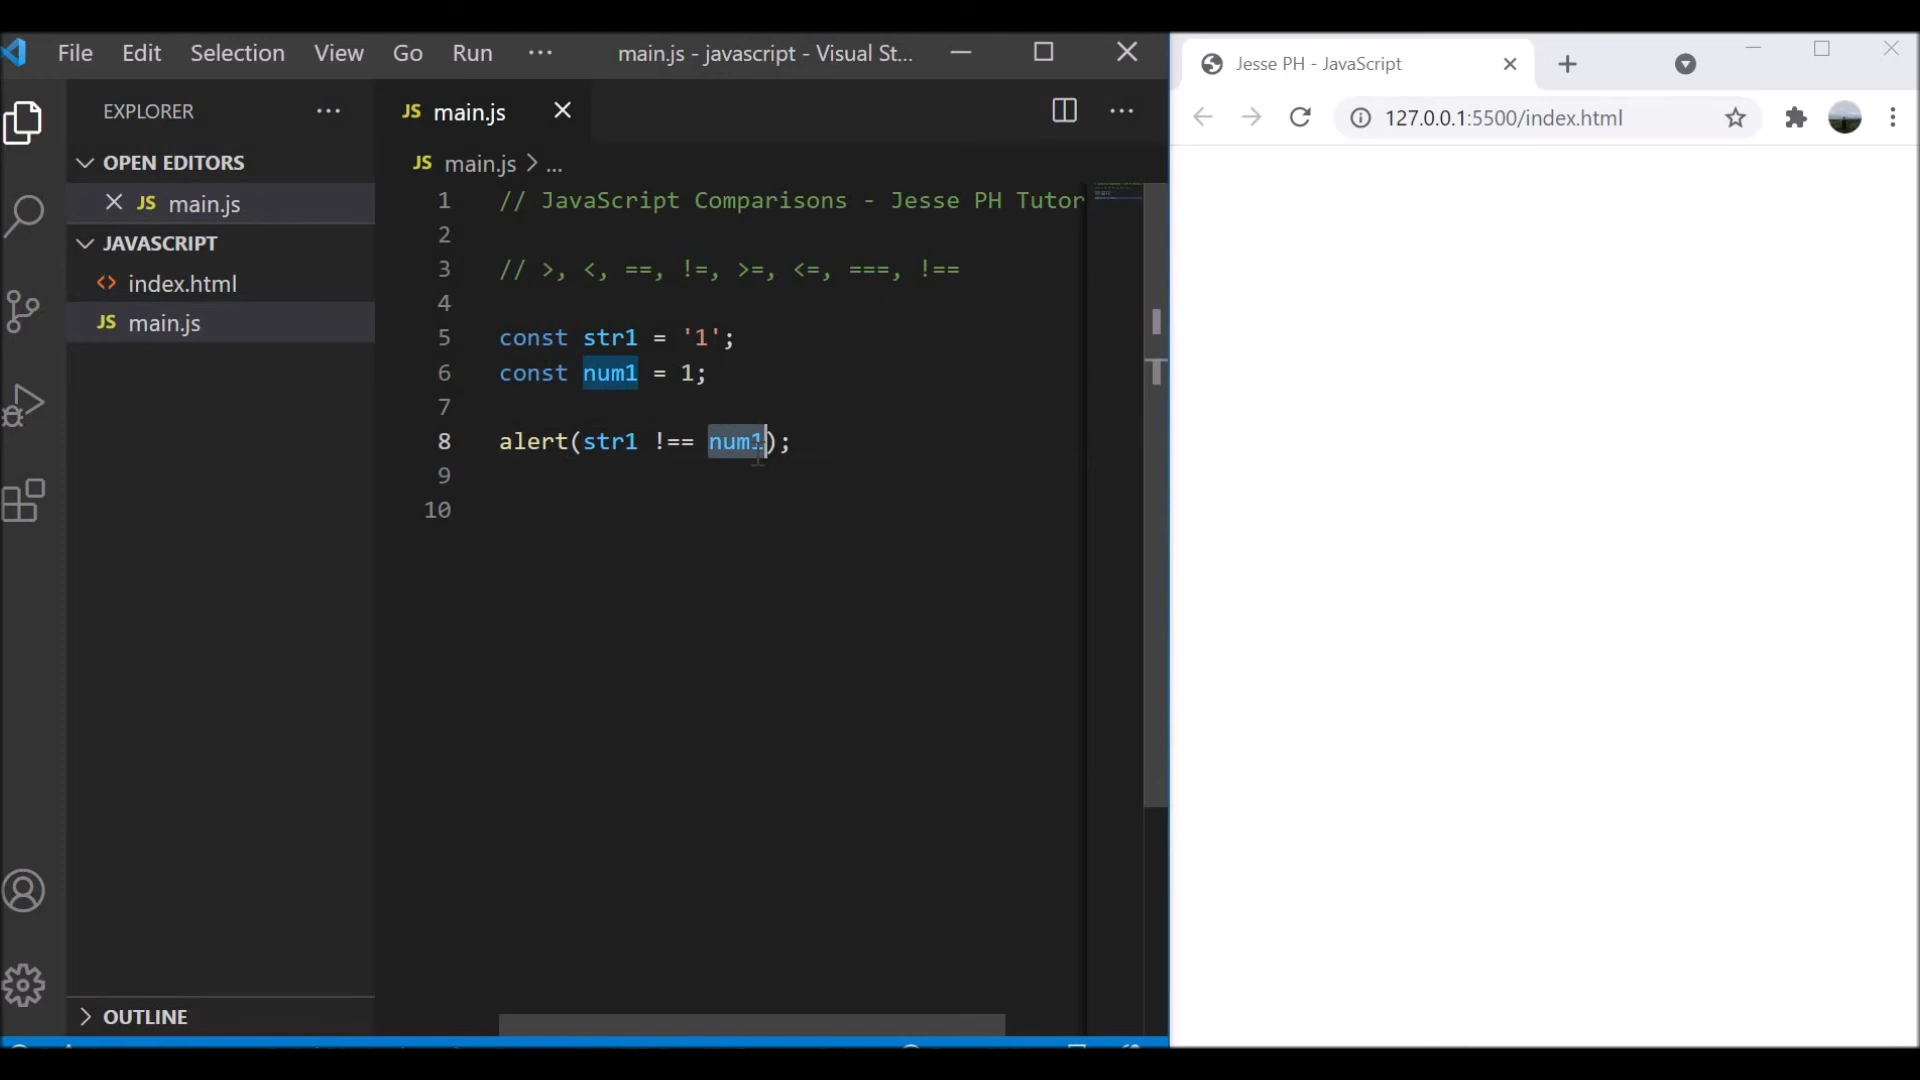 File Edit Selection View Go Run ··· main.js - javascript - Visual St...
EXPLORER ···
OPEN EDITORS
JS main.js
JAVASCRIPT
<> index.html
JS main.js
OUTLINE
JS main.js
JS main.js > ...
1 // JavaScript Comparisons - Jesse PH Tutor
2
3 // >, <, ==, !=, >=, <=, ===, !==
4
5 const str1 = '1';
6 const num1 = 1;
7
8 alert(str1 !== num1);
9
10
Jesse PH - JavaScript
127.0.0.1:5500/index.html